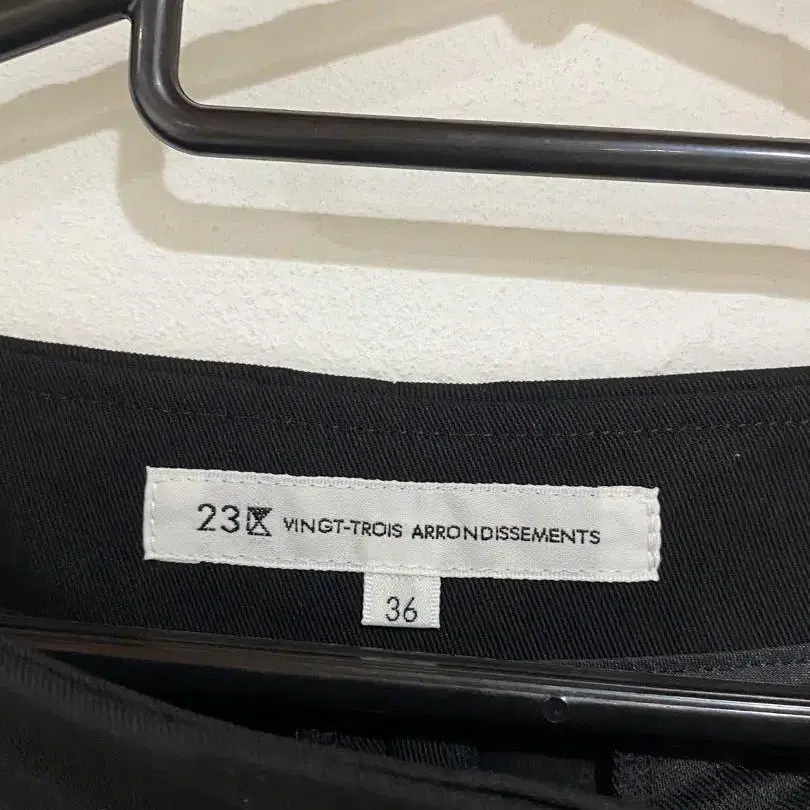 23区 VINGT-TROIS ARRONDISSEMENTS
36